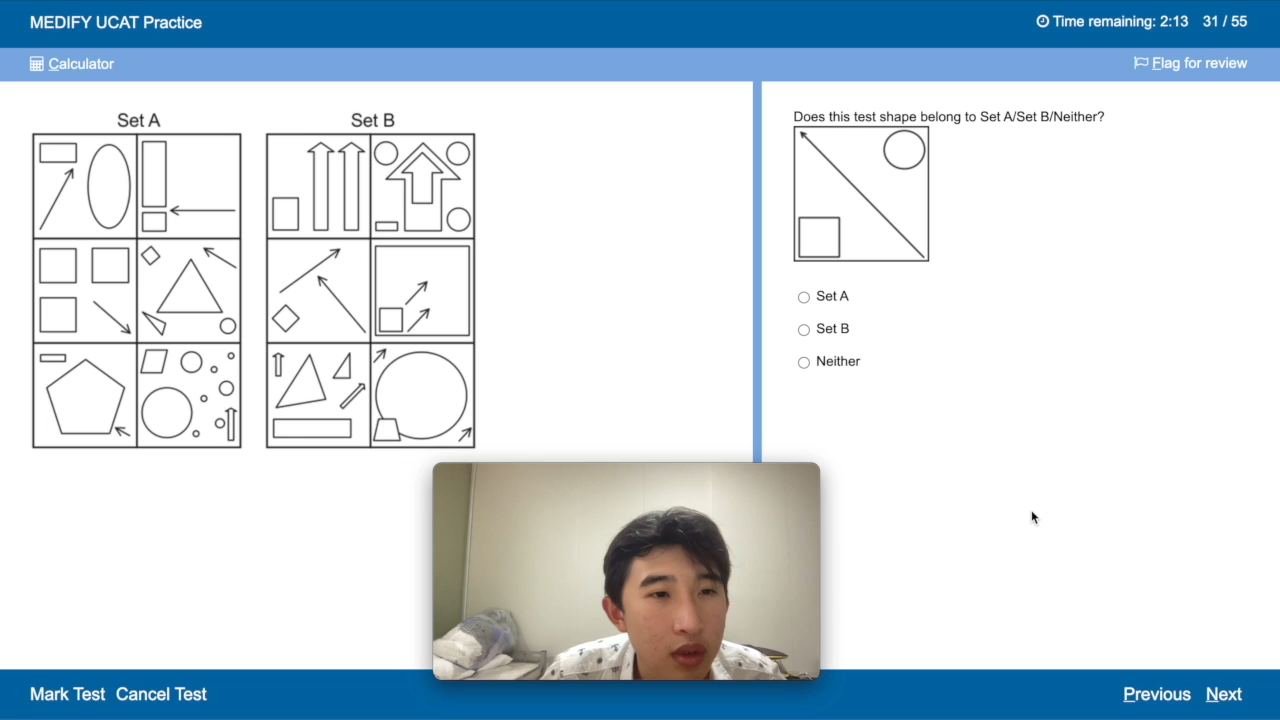 MEDIFY UCAT Practice
Time remaining: 2:13 31 / 55
Calculator
Flag for review
Set A
Set B
Does this test shape belong to Set A/Set B/Neither?
Set A
Set B
Neither
Mark Test Cancel Test
Previous Next